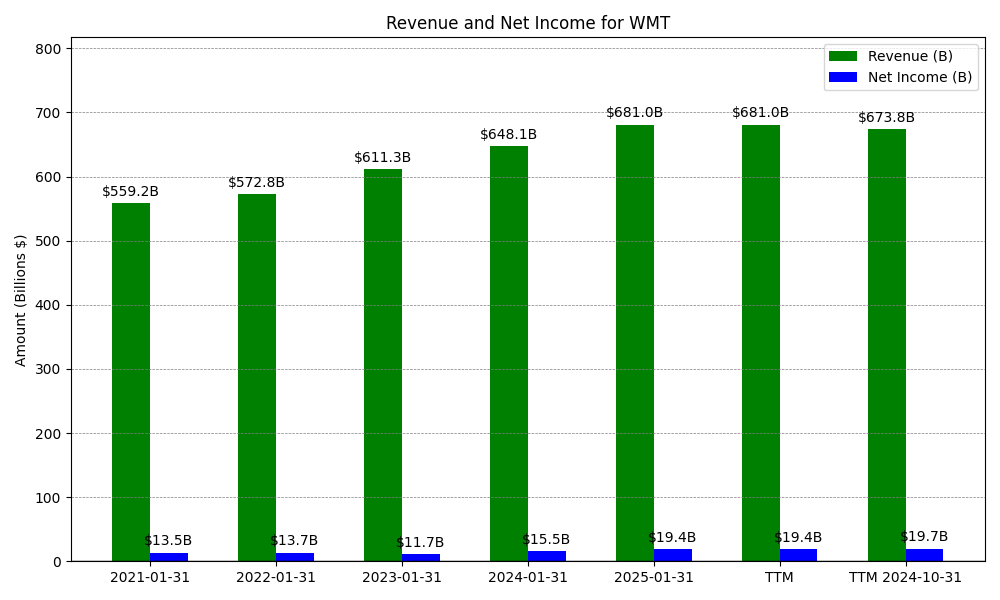 Revenue and Net Income for WMT
Revenue (B)
Net Income (B)
Amount (Billions $)
800
700
600
500
400
300
200
100
0
$559.2B
$572.8B
$611.3B
$648.1B
$681.0B
$681.0B
$673.8B
$13.5B
$13.7B
$11.7B
$15.5B
$19.4B
$19.4B
$19.7B
2021-01-31
2022-01-31
2023-01-31
2024-01-31
2025-01-31
TTM
TTM 2024-10-31